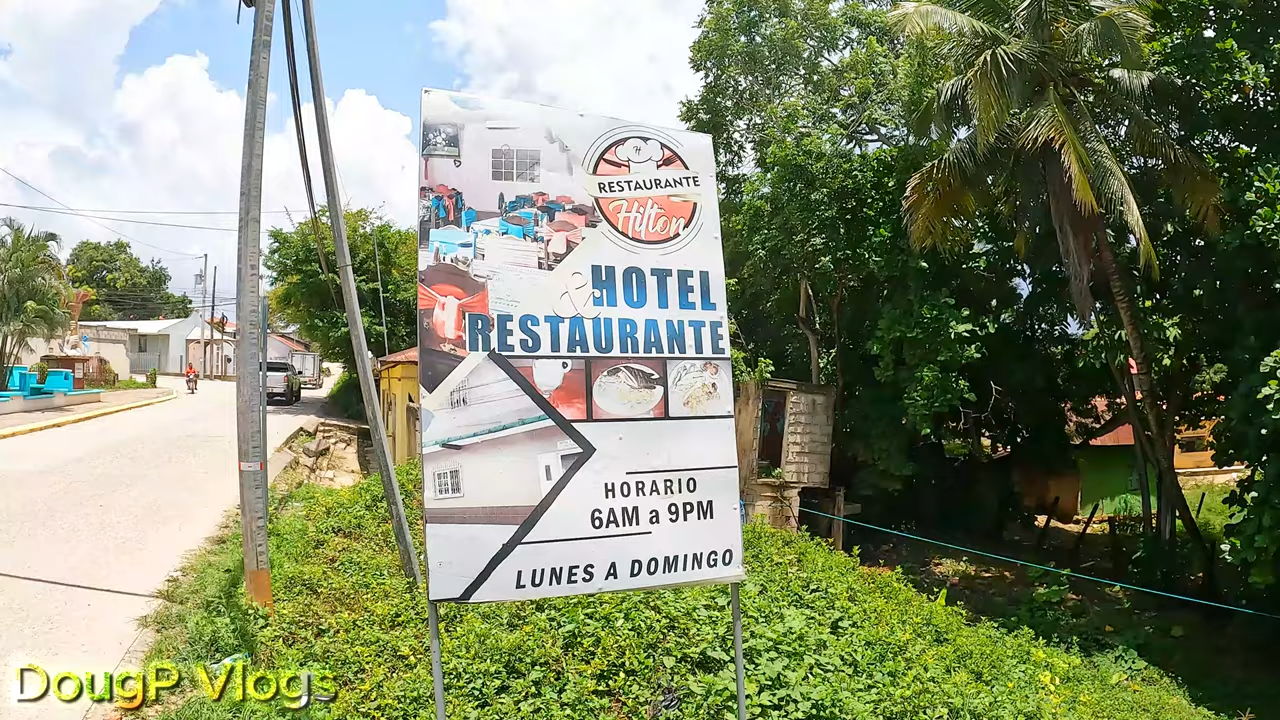 RESTAURANTE
Hilton
& HOTEL
RESTAURANTE
HORARIO
6AM a 9PM
LUNES A DOMINGO
DougP Vlogs